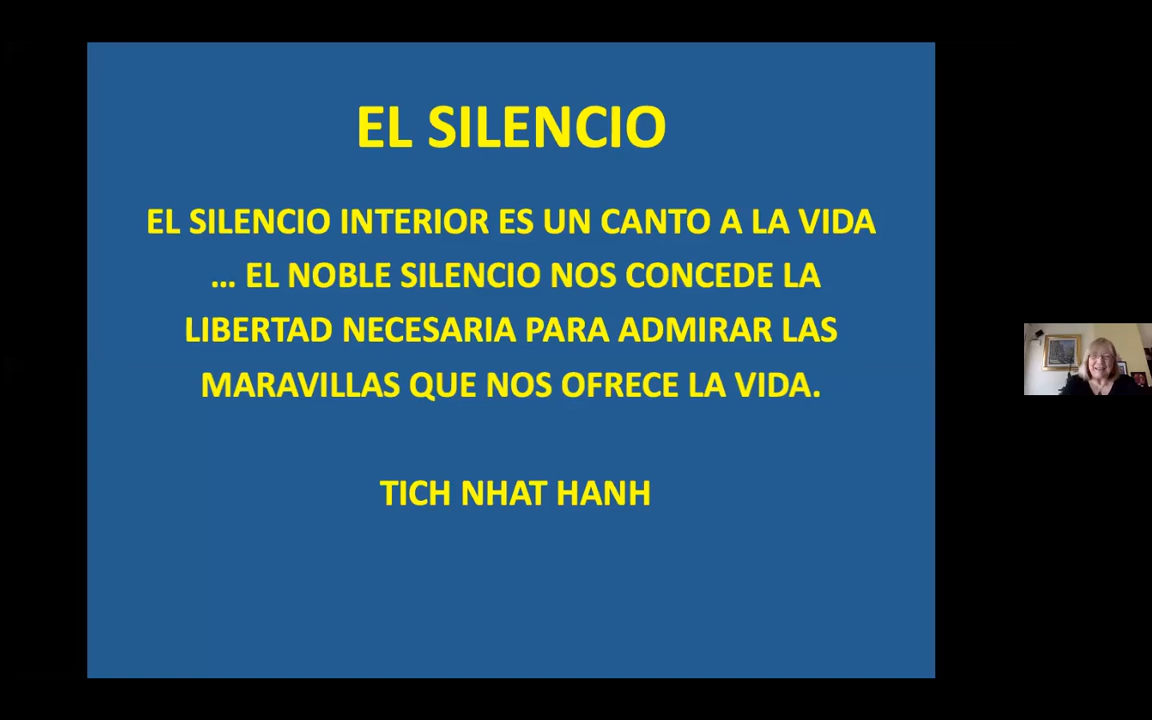 EL SILENCIO
EL SILENCIO INTERIOR ES UN CANTO A LA VIDA
... EL NOBLE SILENCIO NOS CONCEDE LA
LIBERTAD NECESARIA PARA ADMIRAR LAS
MARAVILLAS QUE NOS OFRECE LA VIDA.
TICH NHAT HANH